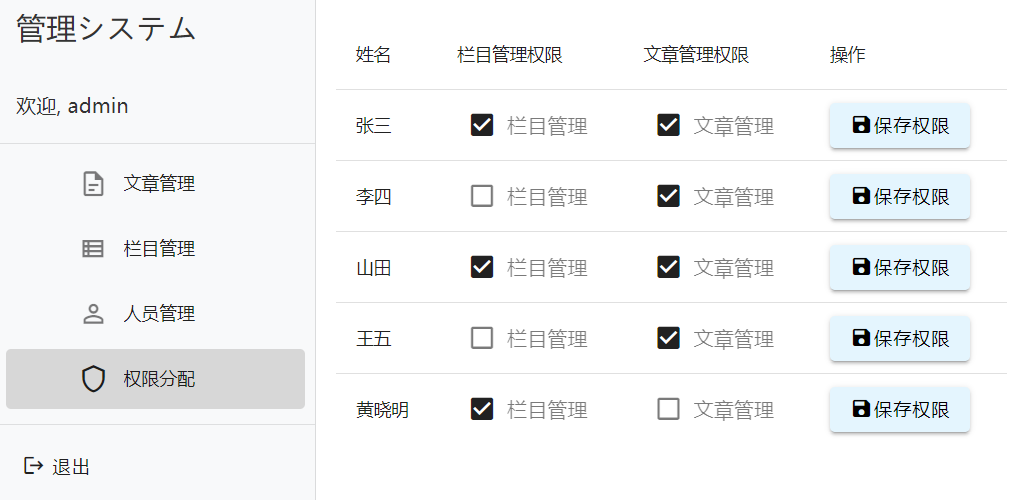 管理システム
欢迎, admin
文章管理
栏目管理
人员管理
权限分配
退出
姓名 栏目管理权限 文章管理权限 操作
张三 栏目管理 文章管理 保存权限
李四 栏目管理 文章管理 保存权限
山田 栏目管理 文章管理 保存权限
王五 栏目管理 文章管理 保存权限
黄晓明 栏目管理 文章管理 保存权限